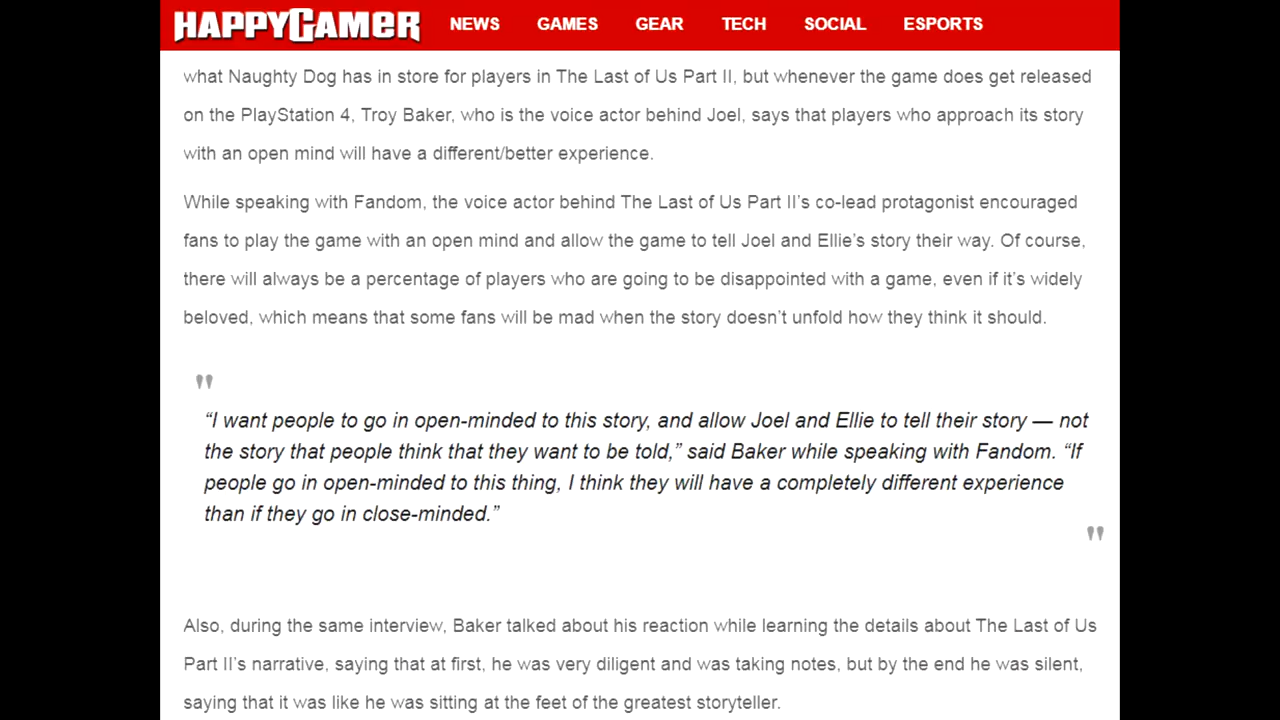 HAPPYGAMER NEWS GAMES GEAR TECH SOCIAL ESPORTS
what Naughty Dog has in store for players in The Last of Us Part II, but whenever the game does get released
on the PlayStation 4, Troy Baker, who is the voice actor behind Joel, says that players who approach its story
with an open mind will have a different/better experience.
While speaking with Fandom, the voice actor behind The Last of Us Part II’s co-lead protagonist encouraged
fans to play the game with an open mind and allow the game to tell Joel and Ellie’s story their way. Of course,
there will always be a percentage of players who are going to be disappointed with a game, even if it’s widely
beloved, which means that some fans will be mad when the story doesn’t unfold how they think it should.
"
“I want people to go in open-minded to this story, and allow Joel and Ellie to tell their story — not
the story that people think that they want to be told,” said Baker while speaking with Fandom. “If
people go in open-minded to this thing, I think they will have a completely different experience
than if they go in close-minded.”
"
Also, during the same interview, Baker talked about his reaction while learning the details about The Last of Us
Part II’s narrative, saying that at first, he was very diligent and was taking notes, but by the end he was silent,
saying that it was like he was sitting at the feet of the greatest storyteller.